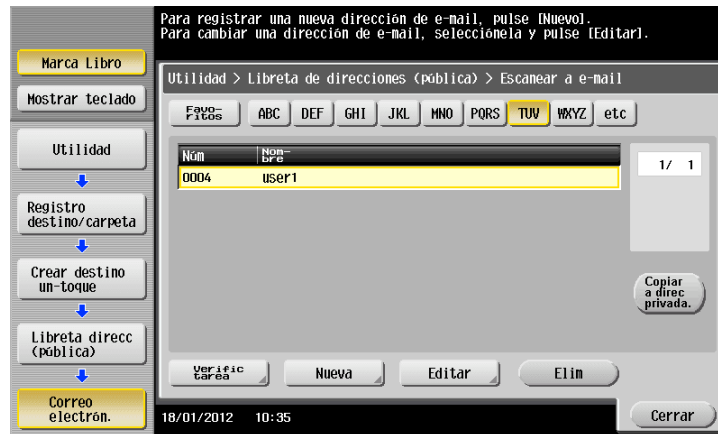 Para registrar una nueva dirección de e-mail, pulse [Nuevo].
Para cambiar una dirección de e-mail, selecciónela y pulse [Editar].
Marca Libro
Mostrar teclado
Utilidad > Libreta de direcciones (pública) > Escanear a e-mail
Favo-
ritos
ABC DEF GHI JKL MNO PQRS TUV WXYZ etc
Utilidad
Núm
Nom-
bre
1/ 1
0004 user1
Registro
destino/carpeta
Crear destino
un-toque
Copiar
a direc
privada.
Libreta direcc
(pública)
Verific
tarea
Nueva
Editar
Elim
Correo
electrón.
18/01/2012 10:35
Cerrar